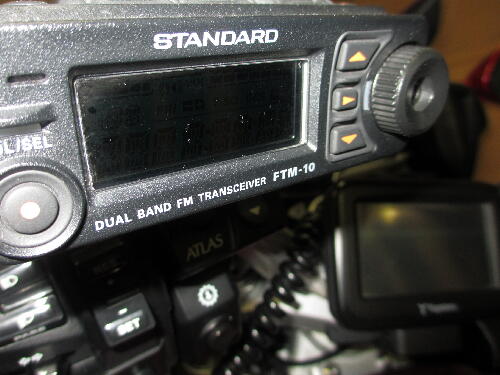 STANDARD
DUAL BAND FM TRANSCEIVER FTM-10
ATLAS
SET